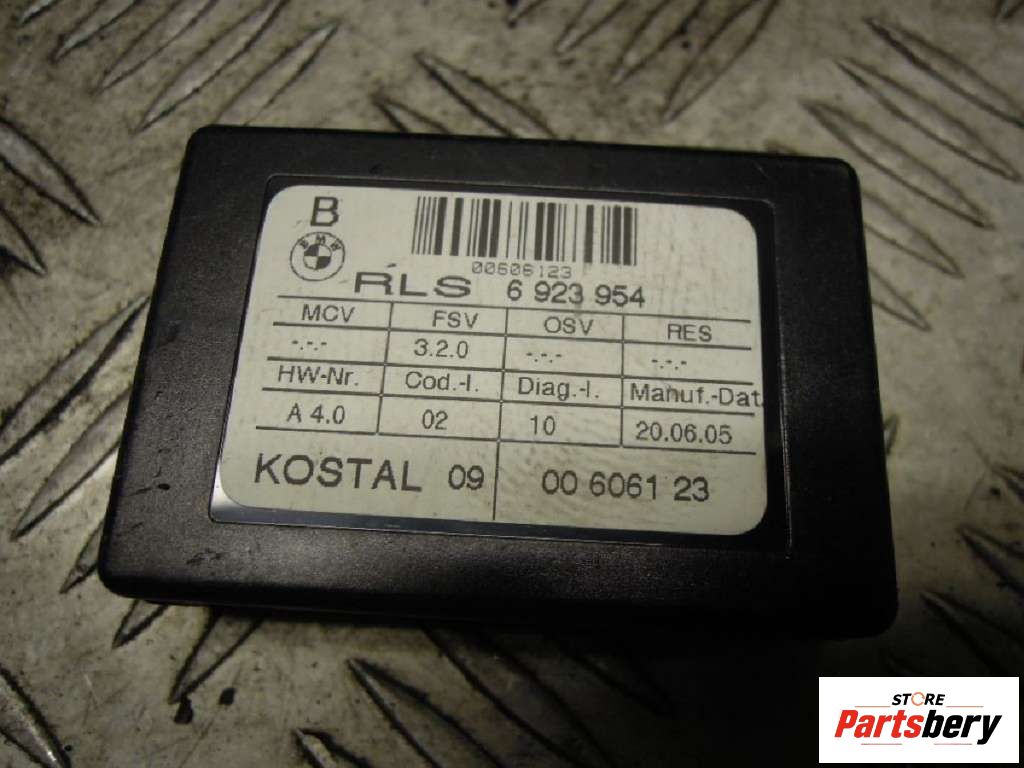 B
00606123
BMW
RLS 6 923 954
MCV FSV OSV RES
-.-.- 3.2.0 -.-.- -.-.-
HW-Nr. Cod.-I. Diag.-I. Manuf.-Dat.
A 4.0 02 10 20.06.05
KOSTAL 09 00 6061 23
STORE
Partsbery